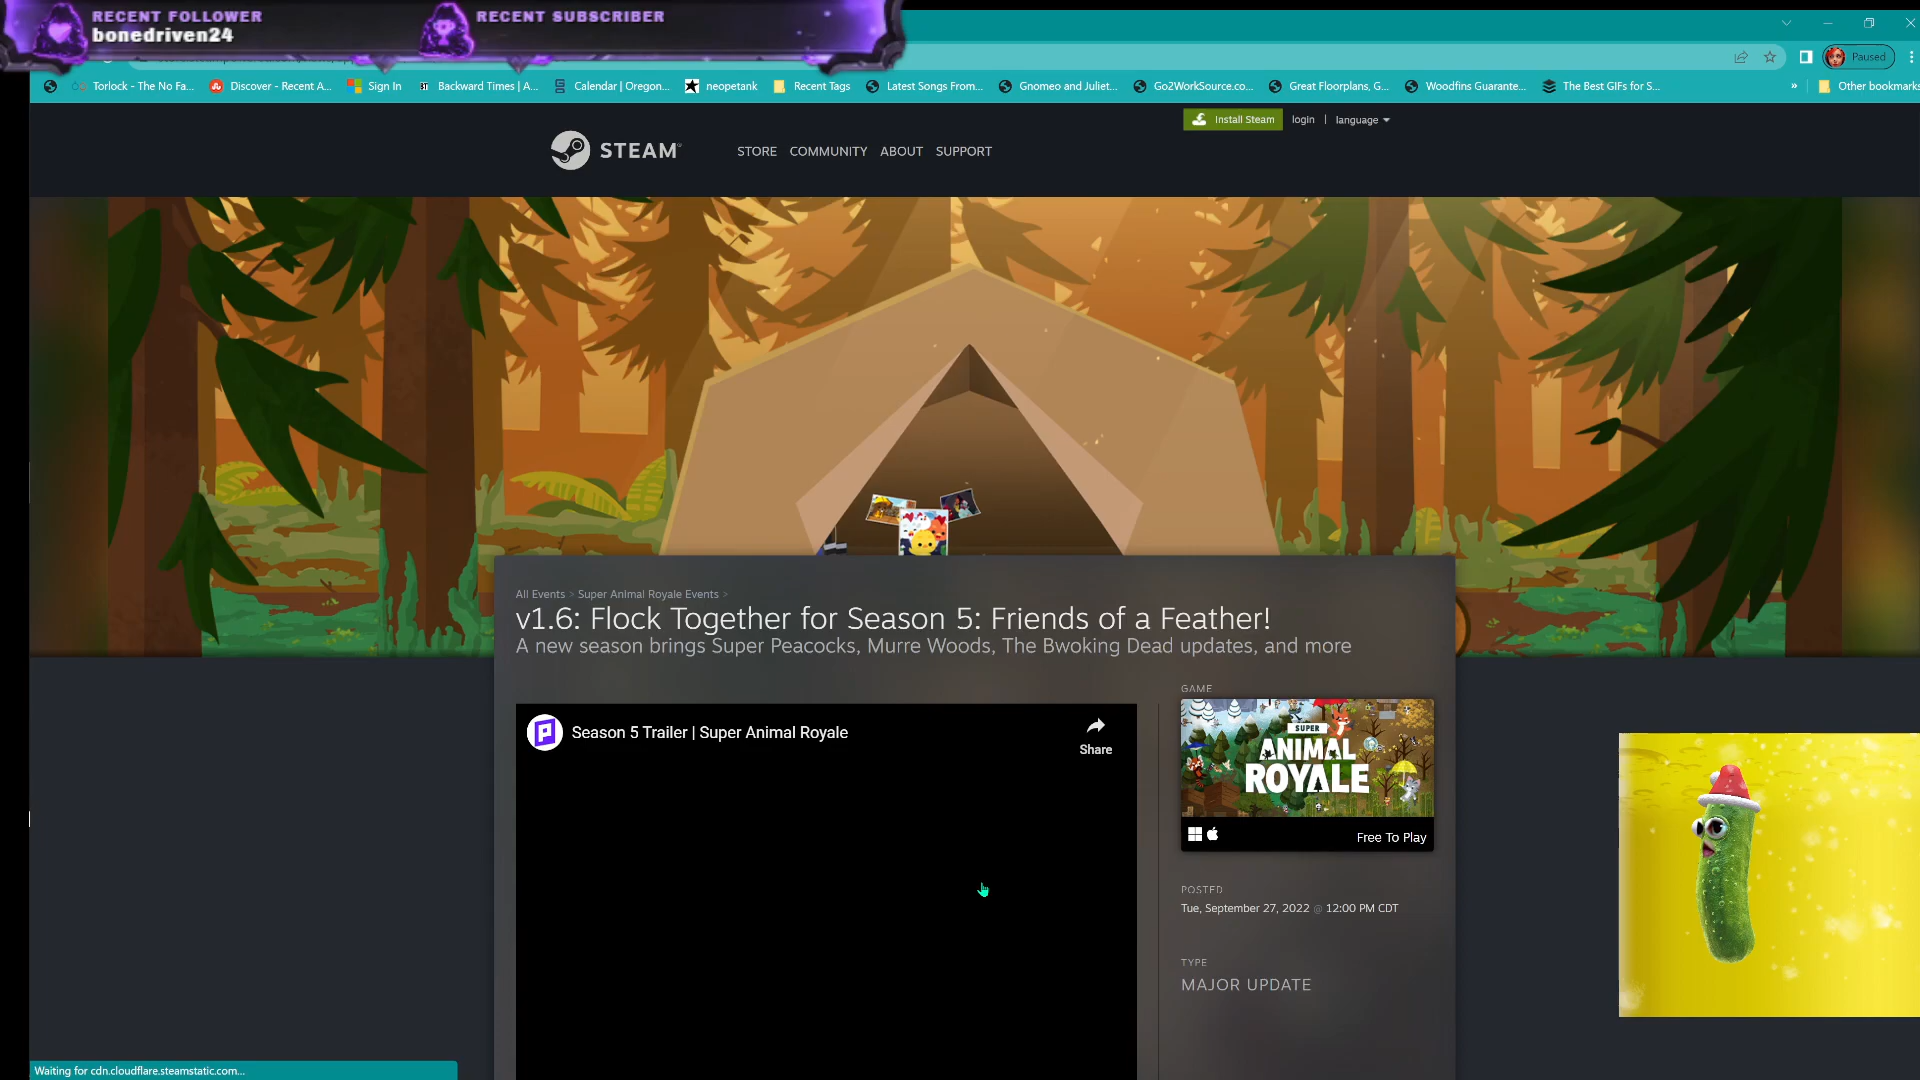 RECENT FOLLOWER
bonedriven24
RECENT SUBSCRIBER
Paused
Torlock - The No Fa...
Discover - Recent A...
Sign In
Backward Times | A...
Calendar | Oregon...
neopetank
Recent Tags
Latest Songs From...
Gnomeo and Juliet...
Go2WorkSource.co...
Great Floorplans, G...
Woodfins Guarante...
The Best GIFs for S...
»
Other bookmarks
Install Steam
login | language
STEAM
STORE COMMUNITY ABOUT SUPPORT
All Events > Super Animal Royale Events >
v1.6: Flock Together for Season 5: Friends of a Feather!
A new season brings Super Peacocks, Murre Woods, The Bwoking Dead updates, and more
Season 5 Trailer | Super Animal Royale
Share
GAME
SUPER
ANIMAL
ROYALE
Free To Play
POSTED
Tue, September 27, 2022 @ 12:00 PM CDT
TYPE
MAJOR UPDATE
Waiting for cdn.cloudflare.steamstatic.com...